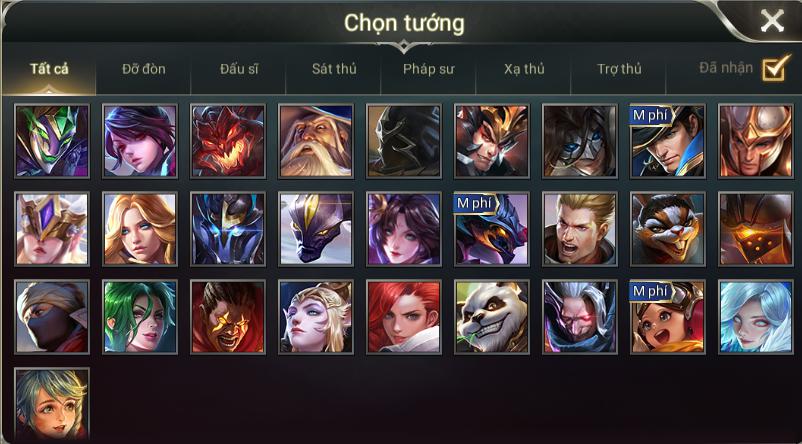 Chọn tướng
Tất cả
Đỡ đòn
Đấu sĩ
Sát thủ
Pháp sư
Xạ thủ
Trợ thủ
Đã nhận
M phí
M phí
M phí